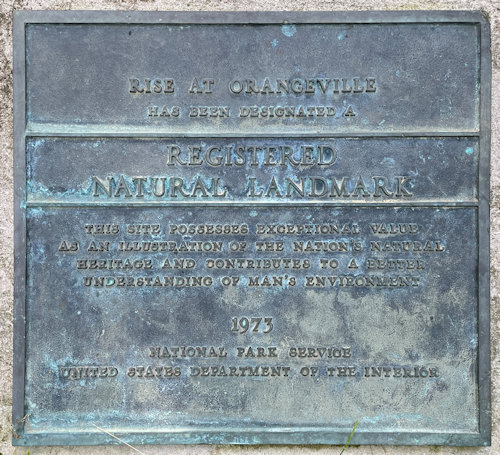 RISE AT ORANGEVILLE
HAS BEEN DESIGNATED A
REGISTERED
NATURAL LANDMARK
THIS SITE POSSESSES EXCEPTIONAL VALUE
AS AN ILLUSTRATION OF THE NATION'S NATURAL
HERITAGE AND CONTRIBUTES TO A BETTER
UNDERSTANDING OF MAN'S ENVIRONMENT
1973
NATIONAL PARK SERVICE
UNITED STATES DEPARTMENT OF THE INTERIOR